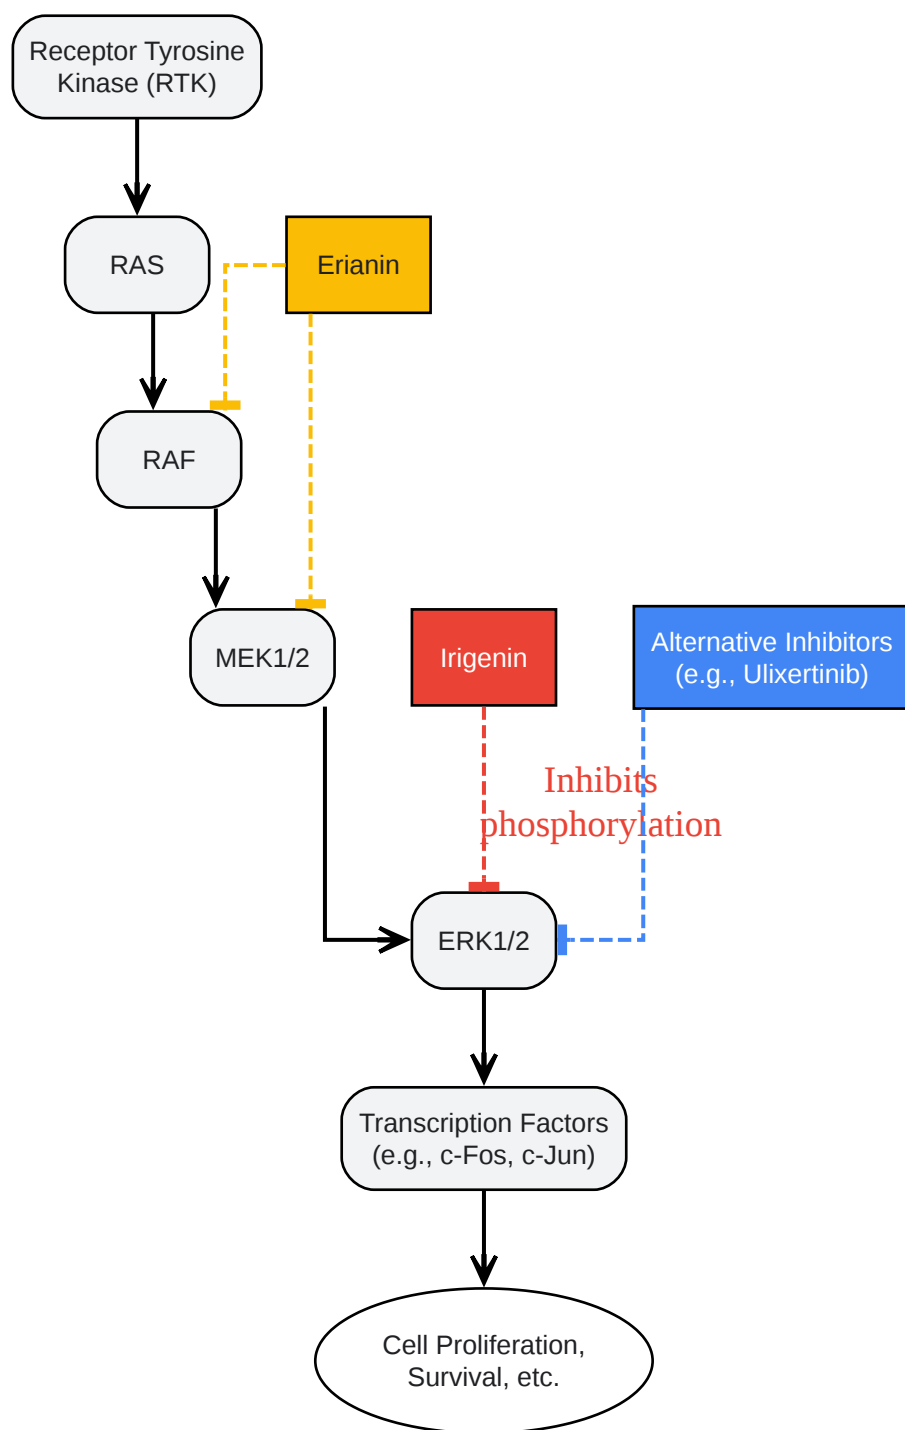 Receptor Tyrosine
Kinase (RTK)
RAS
Erianin
RAF
MEK1/2
Irigenin
Alternative Inhibitors
(e.g., Ulixertinib)
Inhibits
phosphorylation
ERK1/2
Transcription Factors
(e.g., c-Fos, c-Jun)
Cell Proliferation,
Survival, etc.